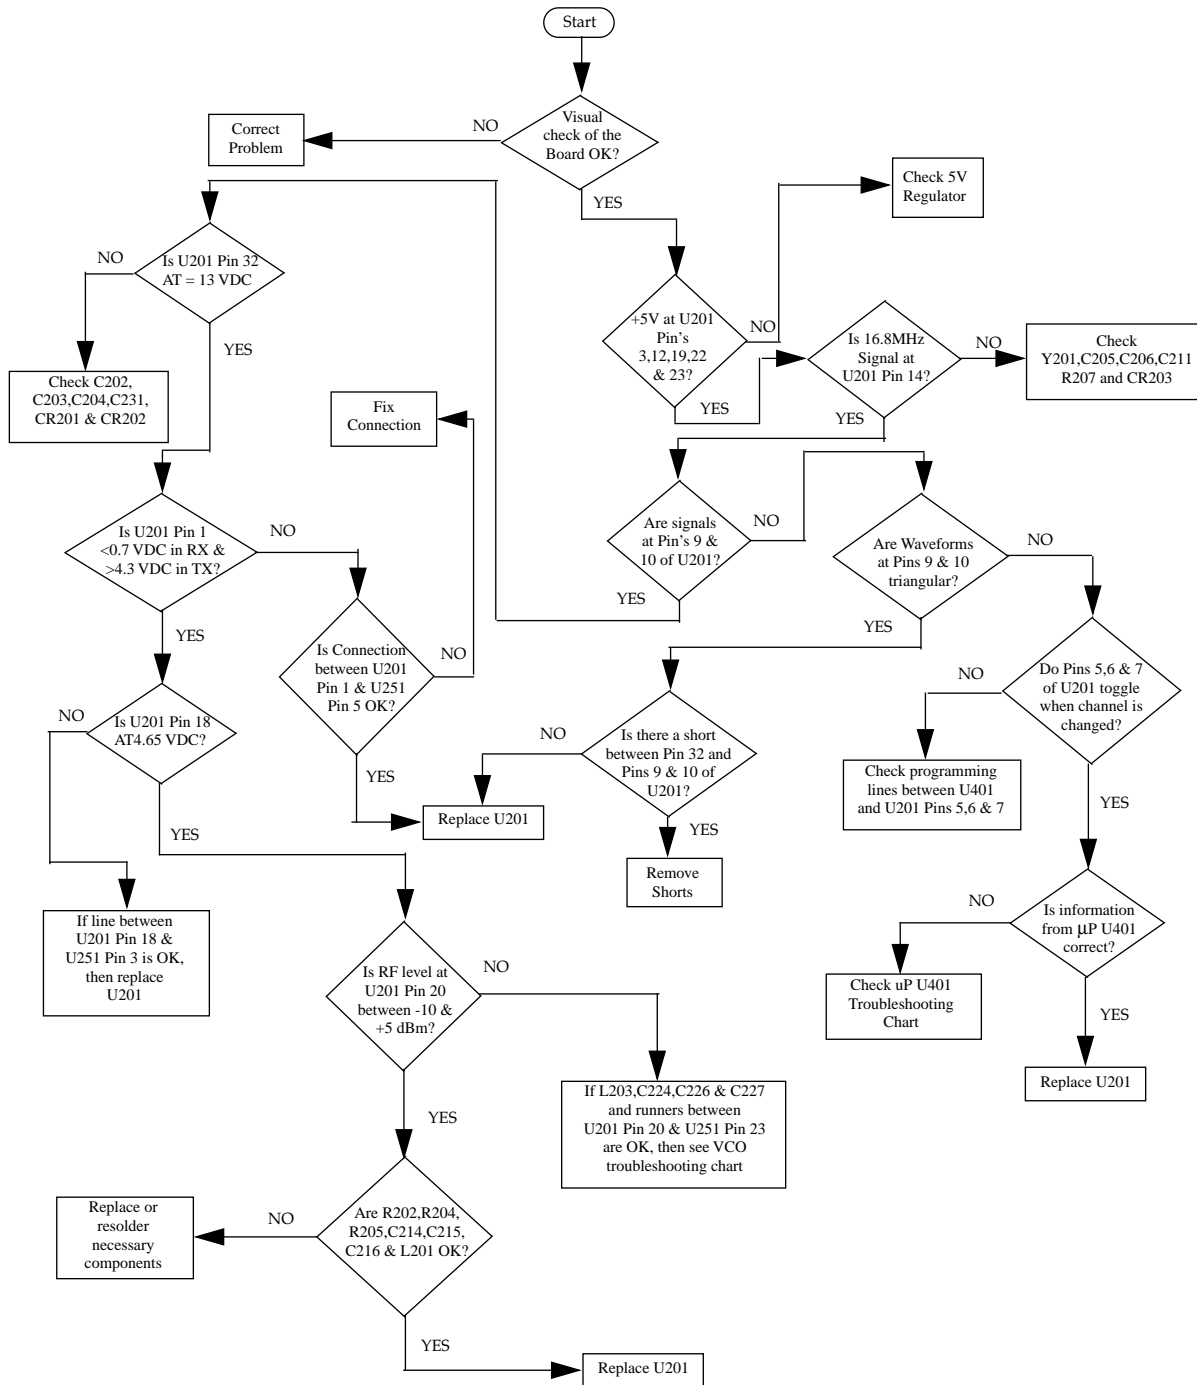 Start
Visual
check of the
Board OK?
NO
Correct
Problem
YES
Check 5V
Regulator
NO
Is U201 Pin 32
AT = 13 VDC
YES
Check C202,
C203,C204,C231,
CR201 & CR202
+5V at U201
Pin's
3,12,19,22
& 23?
NO
YES
Is 16.8MHz
Signal at
U201 Pin 14?
NO
Check
Y201,C205,C206,C211
R207 and CR203
YES
Fix
Connection
Is U201 Pin 1
<0.7 VDC in RX &
>4.3 VDC in TX?
NO
YES
Are signals
at Pin's 9 &
10 of U201?
NO
YES
Are Waveforms
at Pins 9 & 10
triangular?
NO
YES
Is Connection
between U201
Pin 1 & U251
Pin 5 OK?
NO
YES
Do Pins 5,6 & 7
of U201 toggle
when channel is
changed?
NO
YES
Is U201 Pin 18
AT4.65 VDC?
NO
YES
Is there a short
between Pin 32 and
Pins 9 & 10 of
U201?
NO
YES
Replace U201
Check programming
lines between U401
and U201 Pins 5,6 & 7
Remove
Shorts
If line between
U201 Pin 18 &
U251 Pin 3 is OK,
then replace
U201
Is information
from µP U401
correct?
NO
YES
Is RF level at
U201 Pin 20
between -10 &
+5 dBm?
NO
YES
Check uP U401
Troubleshooting
Chart
Replace U201
If L203,C224,C226 & C227
and runners between
U201 Pin 20 & U251 Pin 23
are OK, then see VCO
troubleshooting chart
Are R202,R204,
R205,C214,C215,
C216 & L201 OK?
NO
Replace or
resolder
necessary
components
YES
Replace U201